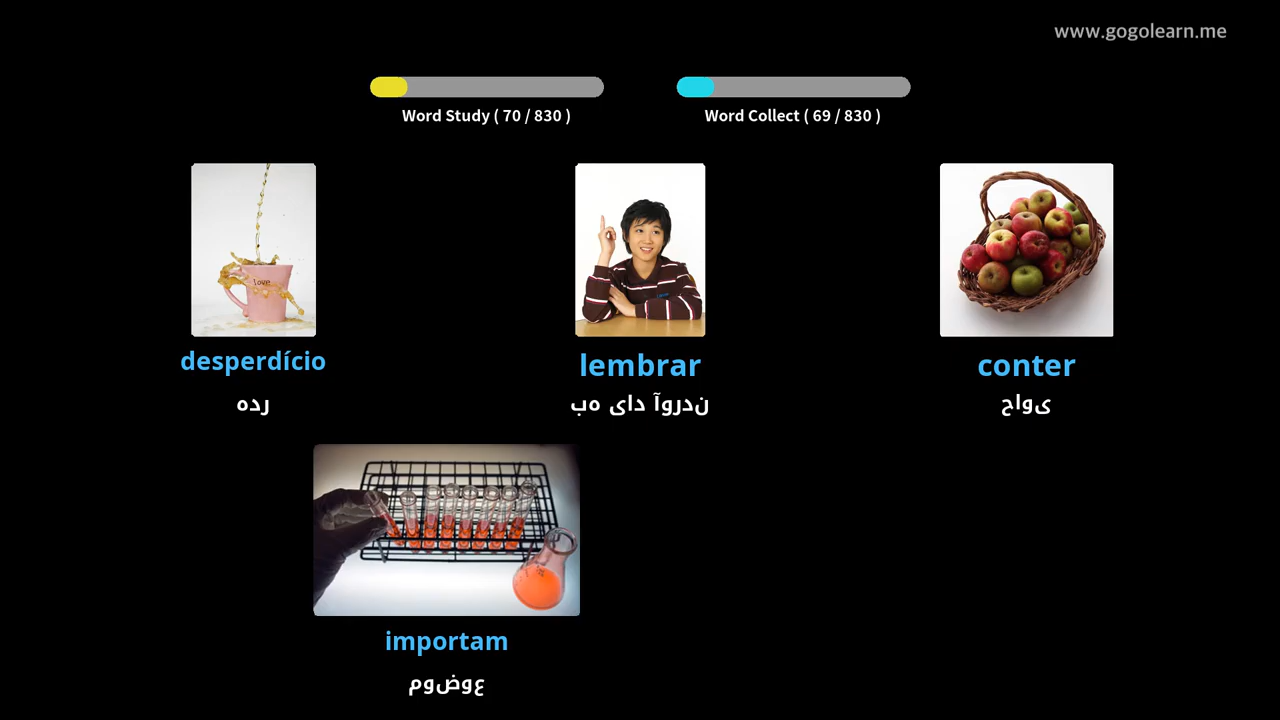 www.gogolearn.me
Word Study ( 70 / 830 )
Word Collect ( 69 / 830 )
desperdício
رده
lembrar
ندروآ دای هب
conter
یواح
love
importam
عوضوم